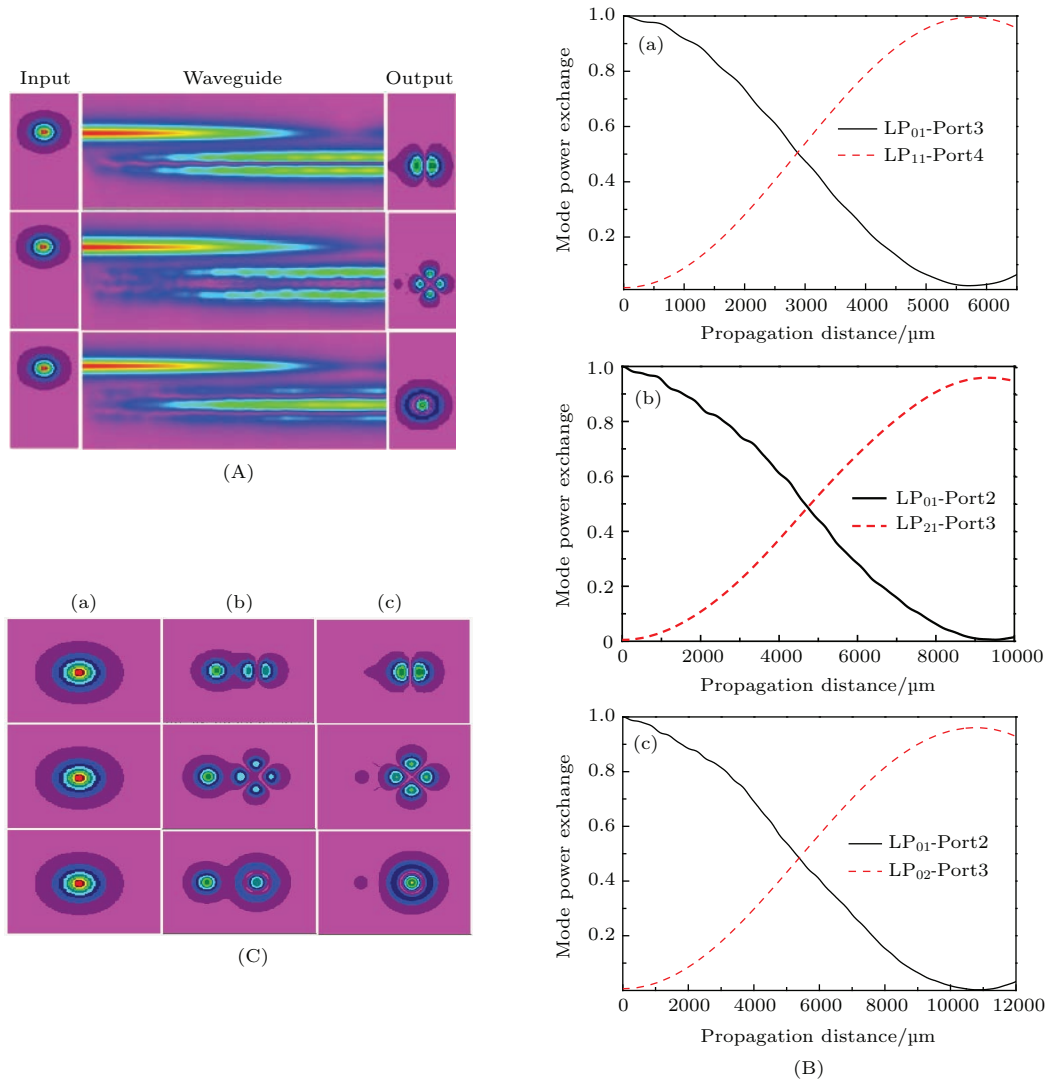 Input Waveguide Output
(A)
(a) (b) (c)
(C)
(a)
Mode power exchange
1.0
0.8
0.6
0.4
0.2
LP₀₁-Port3
LP₁₁-Port4
0 1000 2000 3000 4000 5000 6000
Propagation distance/µm
(b)
Mode power exchange
1.0
0.8
0.6
0.4
0.2
0
LP₀₁-Port2
LP₂₁-Port3
0 2000 4000 6000 8000 10000
Propagation distance/µm
(c)
Mode power exchange
1.0
0.8
0.6
0.4
0.2
LP₀₁-Port2
LP₀₂-Port3
0 2000 4000 6000 8000 10000 12000
Propagation distance/µm
(B)